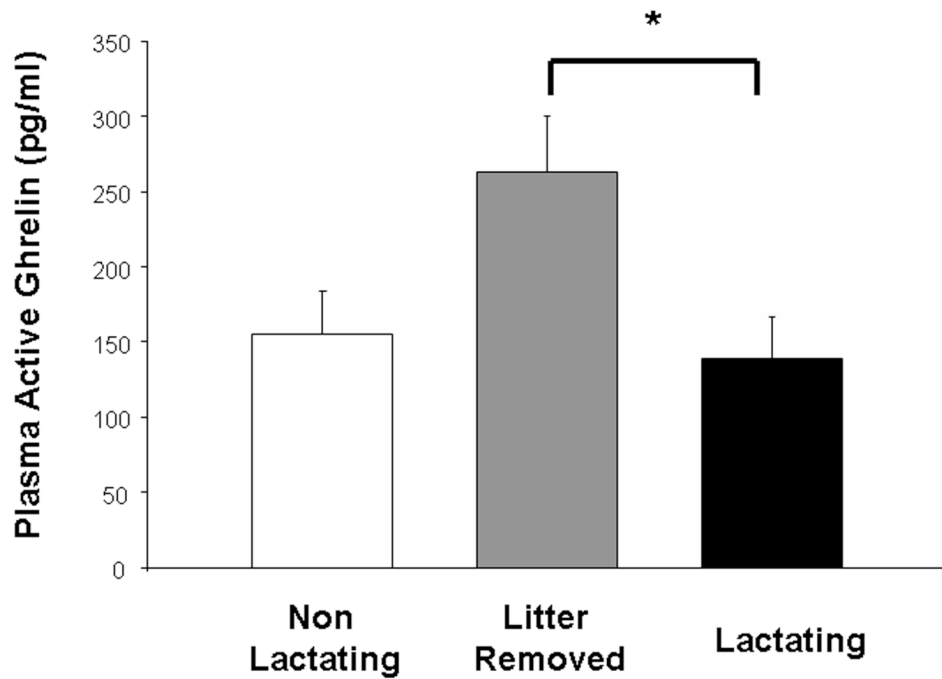 *
Plasma Active Ghrelin (pg/ml)
350
300
250
200
150
100
50
0
Non
Lactating
Litter
Removed
Lactating